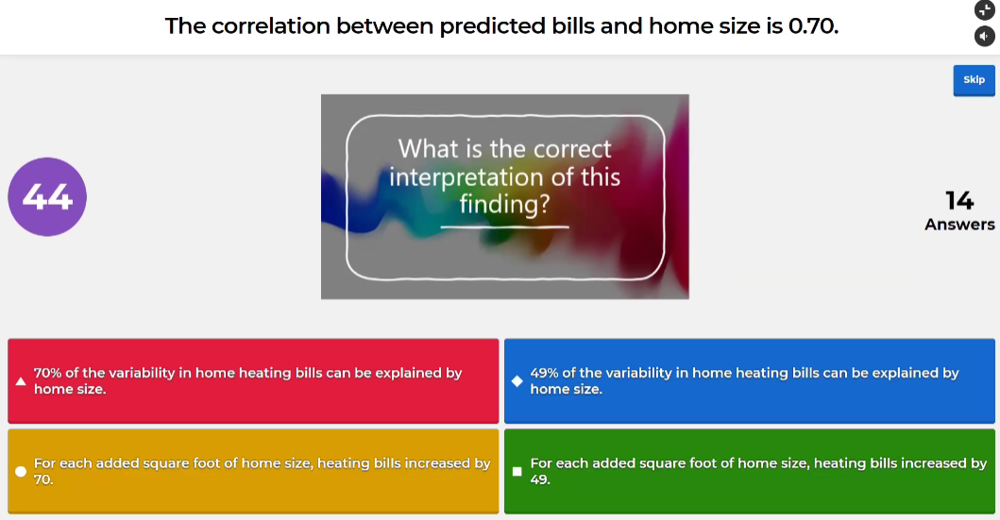 The correlation between predicted bills and home size is 0.70.
Skip
What is the correct
interpretation of this
finding?
44
14
Answers
70% of the variability in home heating bills can be explained by
home size.
49% of the variability in home heating bills can be explained by
home size.
For each added square foot of home size, heating bills increased by
70.
For each added square foot of home size, heating bills increased by
49.